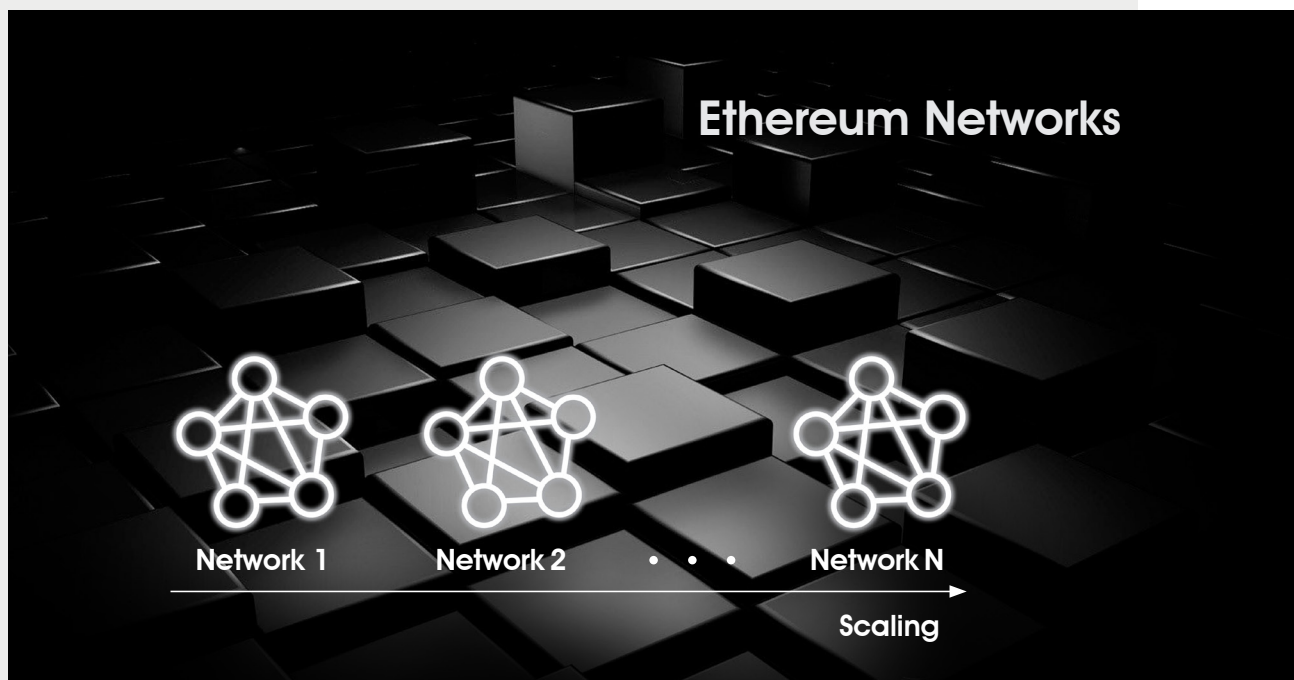 Ethereum Networks
Network 1
Network 2
• • •
Network N
Scaling